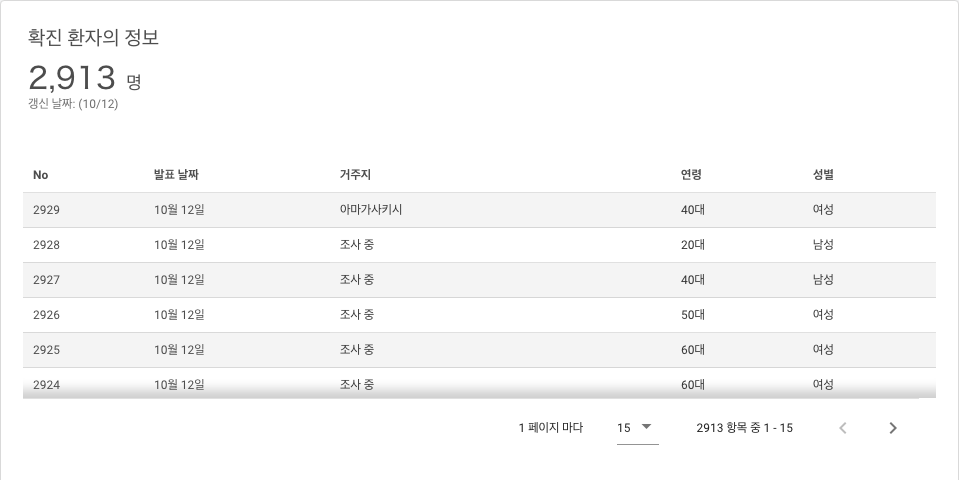 확진 환자의 정보
2,913 명
갱신 날짜: (10/12)
No 발표 날짜 거주지 연령 성별
2929 10월 12일 아마가사키시 40대 여성
2928 10월 12일 조사 중 20대 남성
2927 10월 12일 조사 중 40대 남성
2926 10월 12일 조사 중 50대 여성
2925 10월 12일 조사 중 60대 여성
2924 10월 12일 조사 중 60대 여성
1 페이지 마다 15 2913 항목 중 1 - 15